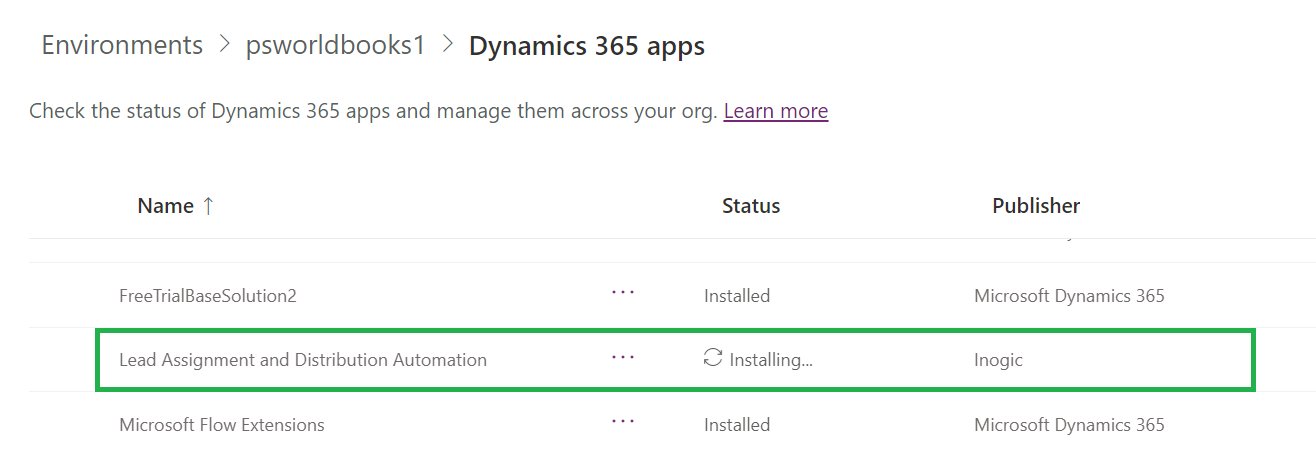 Environments > psworldbooks1 > Dynamics 365 apps
Check the status of Dynamics 365 apps and manage them across your org. Learn more
Name ↑ Status Publisher
FreeTrialBaseSolution2 ... Installed Microsoft Dynamics 365
Lead Assignment and Distribution Automation ... Installing... Inogic
Microsoft Flow Extensions ... Installed Microsoft Dynamics 365